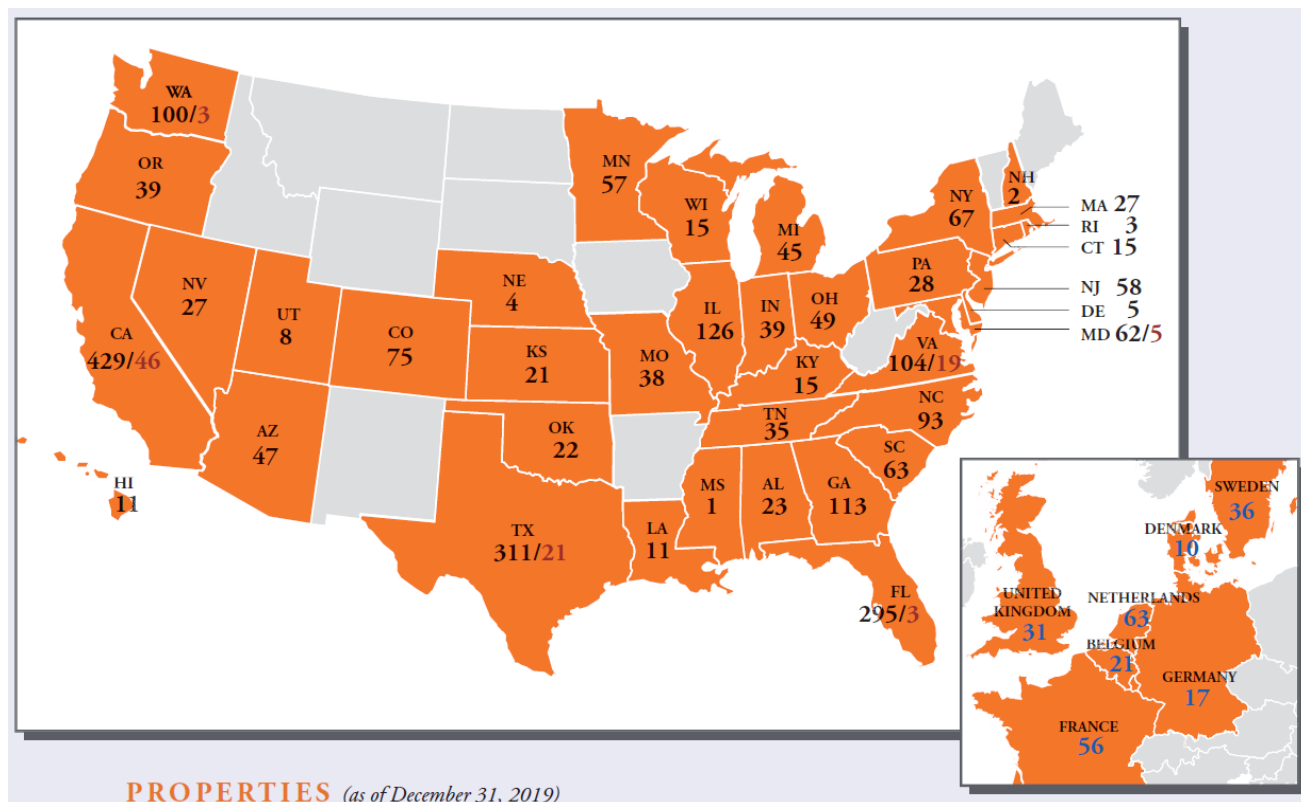 WA
100/3
OR
39
CA
429/46
NV
27
UT
8
AZ
47
CO
75
NE
4
KS
21
OK
22
TX
311/21
HI
11
MN
57
WI
15
MI
45
IL
126
IN
39
OH
49
MO
38
KY
15
TN
35
MS
1
AL
23
GA
113
LA
11
FL
295/3
SC
63
NC
93
VA
104/19
PA
28
NY
67
NH
2
MA 27
RI 3
CT 15
NJ 58
DE 5
MD 62/5
SWEDEN
36
DENMARK
10
UNITED
KINGDOM
31
NETHERLANDS
63
BELGIUM
21
GERMANY
17
FRANCE
56
PROPERTIES (as of December 31, 2019)